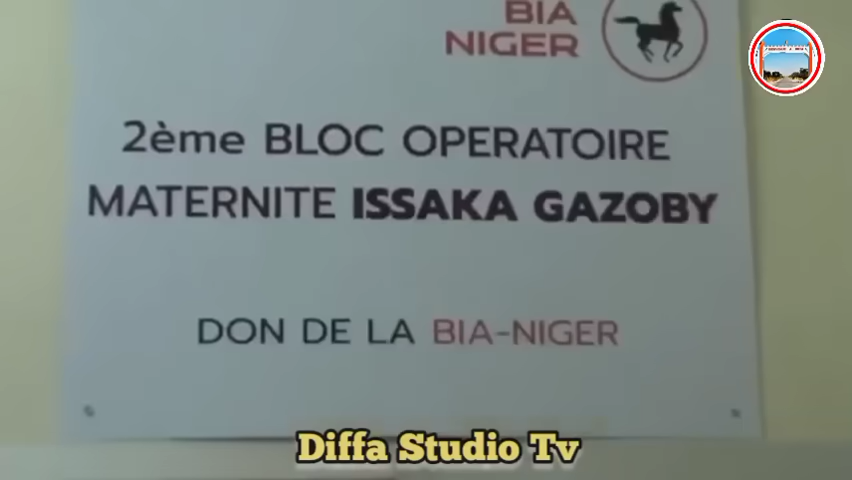 BIA
NIGER
2ème BLOC OPERATOIRE
MATERNITE ISSAKA GAZOBY
DON DE LA BIA-NIGER
Diffa Studio Tv